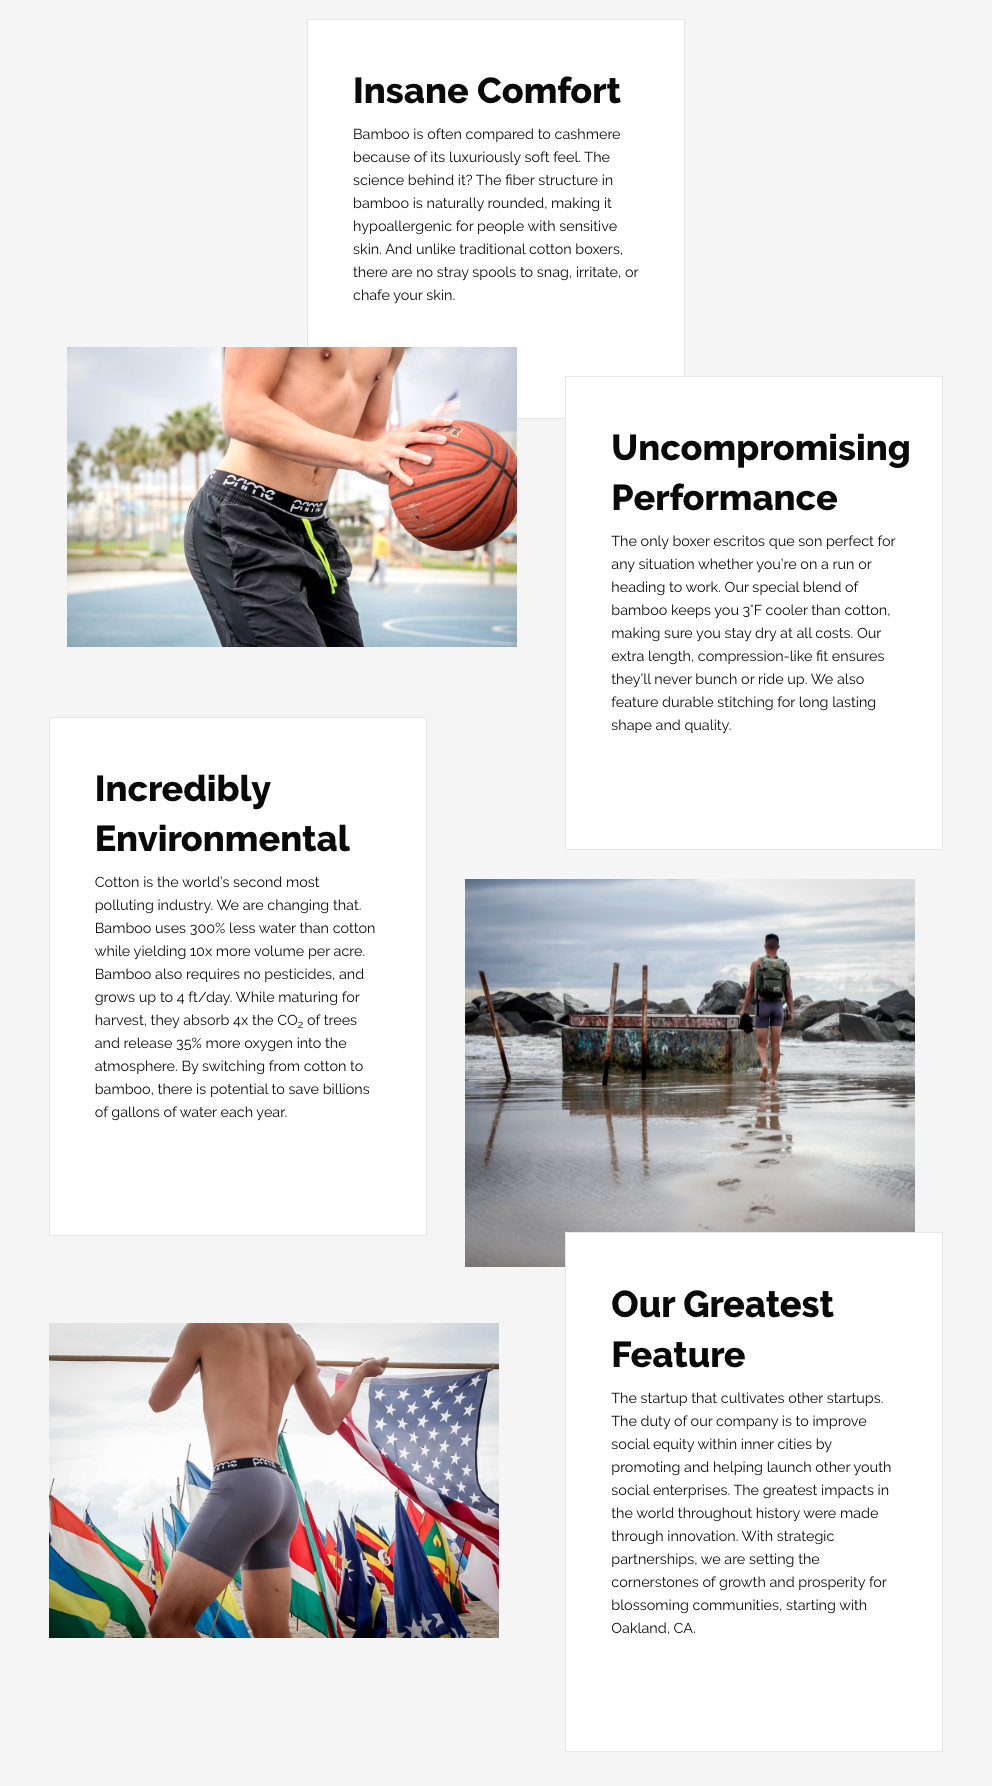 Insane Comfort
Bamboo is often compared to cashmere
because of its luxuriously soft feel. The
science behind it? The fiber structure in
bamboo is naturally rounded, making it
hypoallergenic for people with sensitive
skin. And unlike traditional cotton boxers,
there are no stray spools to snag, irritate, or
chafe your skin.
prime prime
Uncompromising
Performance
The only boxer escritos que son perfect for
any situation whether you're on a run or
heading to work. Our special blend of
bamboo keeps you 3°F cooler than cotton,
making sure you stay dry at all costs. Our
extra length, compression-like fit ensures
they'll never bunch or ride up. We also
feature durable stitching for long lasting
shape and quality.
Incredibly
Environmental
Cotton is the world's second most
polluting industry. We are changing that.
Bamboo uses 300% less water than cotton
while yielding 10x more volume per acre.
Bamboo also requires no pesticides, and
grows up to 4 ft/day. While maturing for
harvest, they absorb 4x the CO₂ of trees
and release 35% more oxygen into the
atmosphere. By switching from cotton to
bamboo, there is potential to save billions
of gallons of water each year.
Our Greatest
Feature
The startup that cultivates other startups.
The duty of our company is to improve
social equity within inner cities by
promoting and helping launch other youth
social enterprises. The greatest impacts in
the world throughout history were made
through innovation. With strategic
partnerships, we are setting the
cornerstones of growth and prosperity for
blossoming communities, starting with
Oakland, CA.
prime